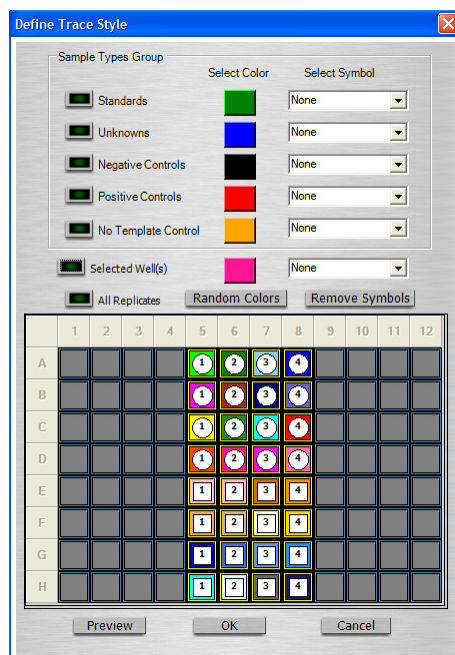 Define Trace Style
Sample Types Group
Select Color Select Symbol
Standards None
Unknowns None
Negative Controls None
Positive Controls None
No Template Control None
Selected Well(s) None
All Replicates Random Colors Remove Symbols
1 2 3 4 5 6 7 8 9 10 11 12
A 1 2 3 4
B 1 2 3 4
C 1 2 3 4
D 1 2 3 4
E 1 2 3 4
F 1 2 3 4
G 1 2 3 4
H 1 2 3 4
Preview OK Cancel